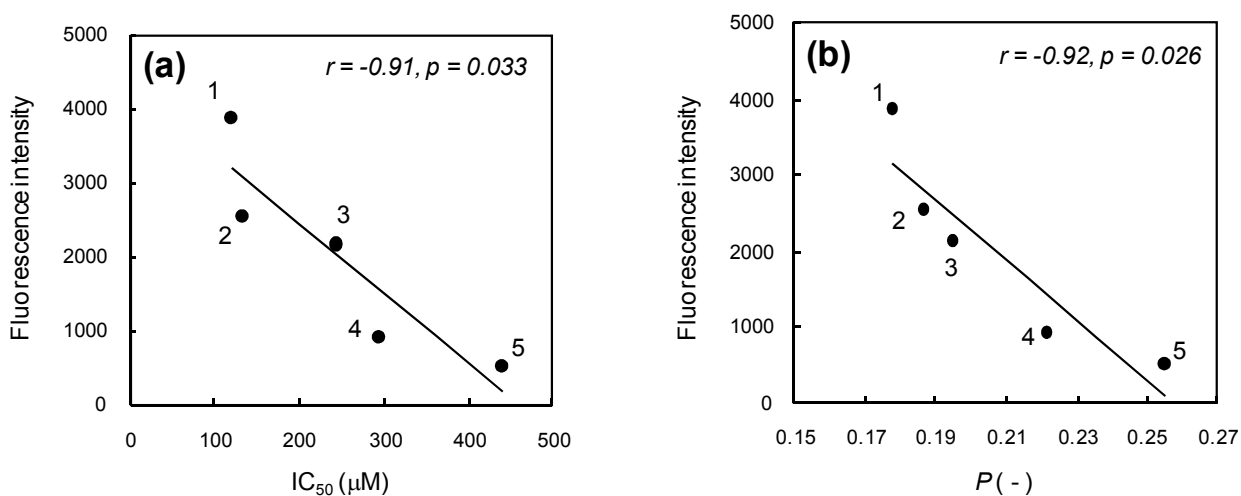 (a)
r = -0.91, p = 0.033
Fluorescence intensity
5000
4000
3000
2000
1000
0
1
2
3
4
5
0 100 200 300 400 500
IC50 (μM)
(b)
r = -0.92, p = 0.026
Fluorescence intensity
5000
4000
3000
2000
1000
0
1
2
3
4
5
0.15 0.17 0.19 0.21 0.23 0.25 0.27
P ( - )